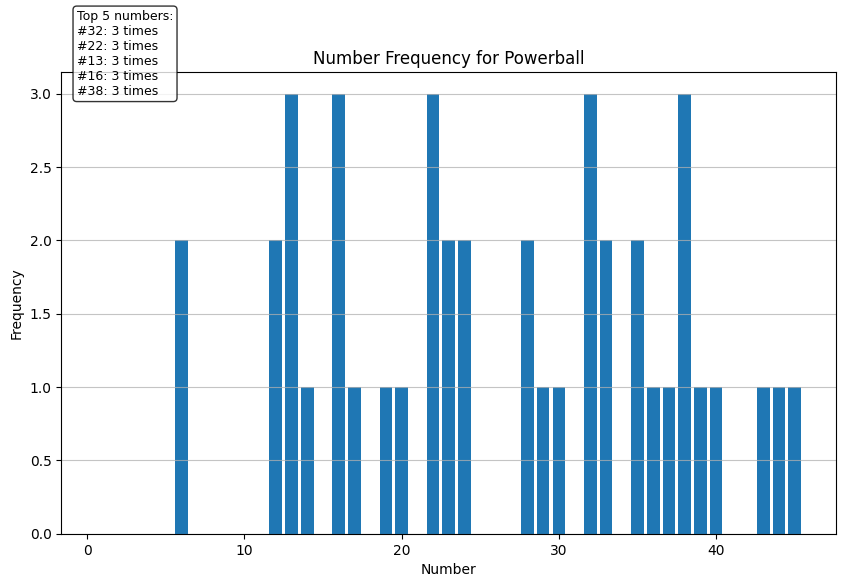 Top 5 numbers:
#32: 3 times
#22: 3 times
#13: 3 times
#16: 3 times
#38: 3 times
Number Frequency for Powerball
3.0
2.5
2.0
1.5
1.0
0.5
0.0
Frequency
0 10 20 30 40
Number